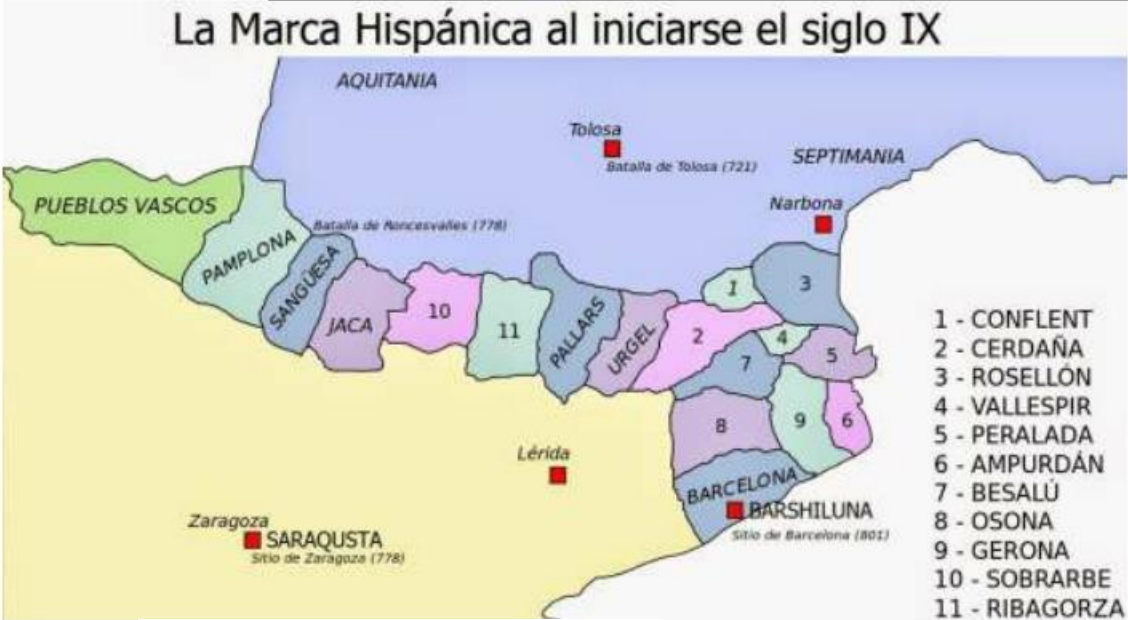 La Marca Hispánica al iniciarse el siglo IX
AQUITANIA
Tolosa
Batalla de Tolosa (721)
SEPTIMANIA
Narbona
PUEBLOS VASCOS
PAMPLONA
Batalla de Roncesvalles (778)
SANGÜESA
JACA
10
11
PALLARS
URGEL
2
1
3
4
5
7
8
9
6
BARCELONA
BARSHILUNA
Sitio de Barcelona (801)
Lérida
Zaragoza
SARAQUSTA
Sitio de Zaragoza (778)
1 - CONFLENT
2 - CERDAÑA
3 - ROSELLÓN
4 - VALLESPIR
5 - PERALADA
6 - AMPURDÁN
7 - BESALÚ
8 - OSONA
9 - GERONA
10 - SOBRARBE
11 - RIBAGORZA